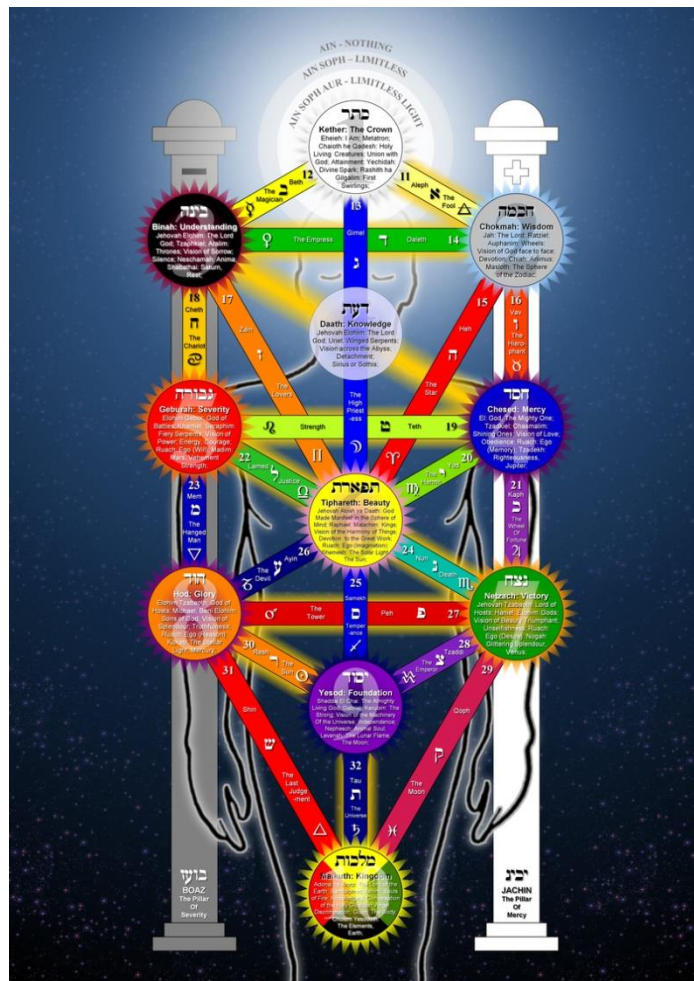 AIN - NOTHING
AIN SOPH – LIMITLESS
AIN SOPH AUR - LIMITLESS LIGHT
כתר
Kether: The Crown
Eheieh: I Am; Metatron;
Chaioth he Qadesh: Holy
Living Creatures: Union with
God; Attainment: Yechidah:
Divine Spark; Rashith ha
Gilgalim: First
Swirlings;
12
Beth
ב
The
Magician
☿
11
Aleph
א
The
Fool
🜁
13
Gimel
ג
The
High
Priest
-ess
☽
בינה
Binah: Understanding
Jehovah Elohim: The Lord
God; Tzaphkiel; Aralim:
Thrones; Vision of Sorrow;
Silence; Neschamah; Anima;
Shabathai: Saturn,
Rest;
חכמה
Chokmah: Wisdom
Jah: The Lord; Ratziel;
Auphanim: Wheels:
Vision of God face to face;
Devotion; Chiah; Animus;
Masloth: The Sphere
of the Zodiac;
♀
The Empress
ד
Daleth
14
דעת
Daath: Knowledge
Jehovah Elohim: The Lord
God; Uriel; Winged Serpents;
Vision across the Abyss;
Detachment;
Sirius or Sothis;
18
Cheth
ח
The
Chariot
♋
17
Zain
ז
The
Lovers
♊
15
Heh
ה
The
Star
♈
16
Vav
ו
The
Hiero-
phant
♉
גבורה
Geburah: Severity
Elohim Gebor: God of
Battles; Khamael; Seraphim:
Fiery Serpents; Vision of
Power; Energy, Courage;
Ruach: Ego (Will); Madim:
Mars; Vehement
Strength;
חסד
Chesed: Mercy
El: God, The Mighty One;
Tzadkiel; Chasmalim:
Shining Ones; Vision of Love;
Obedience; Ruach: Ego
(Memory); Tzadekh:
Righteousness,
Jupiter;
♌
Strength
ט
Teth
19
22
Lamed
ל
Justice
♎
20
Yod
י
The
Hermit
♍
תפארת
Tiphareth: Beauty
Jehovah Aloah va Daath: God
Made Manifest in the Sphere of
Mind; Raphael; Malachim: Kings;
Vision of the Harmony of Things;
Devotion to the Great Work;
Ruach: Ego (Imagination)
Shemesh: The Solar Light
The Sun;
23
Mem
מ
The
Hanged
Man
▽
21
Kaph
כ
The
Wheel
Of
Fortune
♃
26
Ayin
ע
The
Devil
♑
24
Nun
נ
Death
♏
25
Samekh
ס
Temper
-ance
♐
הוד
Hod: Glory
Elohim Tzabaoth: God of
Hosts; Michael; Beni Elohim:
Sons of God; Vision of
Splendour; Truthfulness;
Ruach: Ego (Reason)
Kokab: The Stellar
Light, Mercury;
נצח
Netzach: Victory
Jehovah Tzabaoth: Lord of
Hosts; Haniel; Elohim: Gods;
Vision of Beauty Triumphant;
Unselfishness; Ruach:
Ego (Desire); Nogah:
Glittering Splendour,
Venus;
♂
The
Tower
Peh
פ
27
30
Resh
ר
The
Sun
☉
28
Tzaddi
צ
The
Emperor
♒
יסוד
Yesod: Foundation
Shaddai El Chai: The Almighty
Living God; Gabriel; Kerubim: The
Strong; Vision of the Machinery
Of the Universe; Independence;
Nephesch: Animal Soul;
Levanah: The Lunar Flame,
The Moon;
31
Shin
ש
The
Last
Judge
-ment
△
29
Qoph
ק
The
Moon
♓
32
Tau
ת
The
Universe
♄
מלכות
Malkuth: Kingdom
The Elements,
Earth;
בועז
BOAZ
The Pillar
Of
Severity
יכינ
JACHIN
The Pillar
Of
Mercy